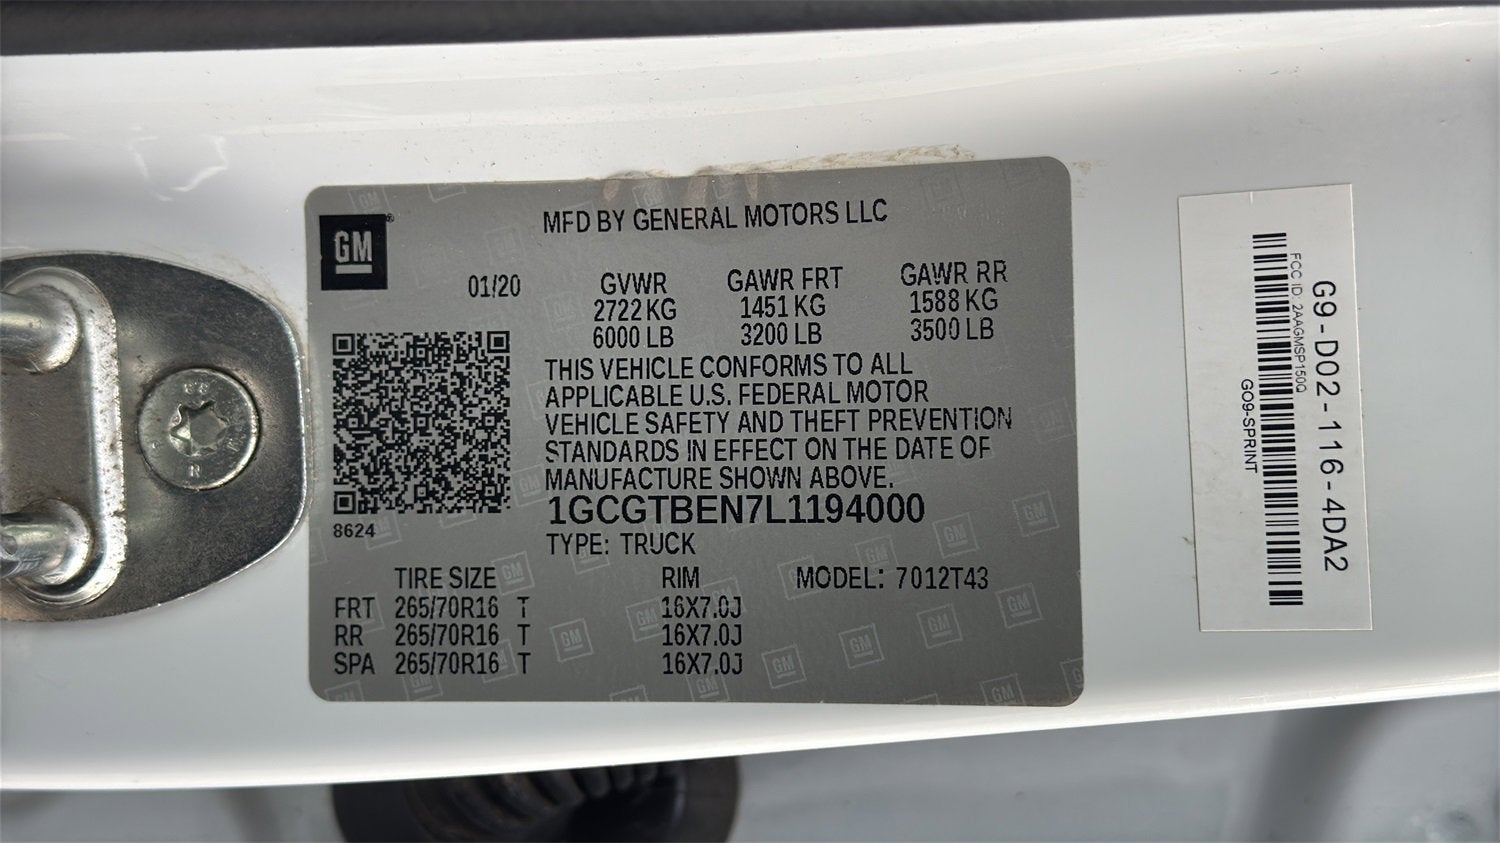 MFD BY GENERAL MOTORS LLC
GM
01/20
GVWR GAWR FRT GAWR RR
2722 KG 1451 KG 1588 KG
6000 LB 3200 LB 3500 LB
THIS VEHICLE CONFORMS TO ALL
APPLICABLE U.S. FEDERAL MOTOR
VEHICLE SAFETY AND THEFT PREVENTION
STANDARDS IN EFFECT ON THE DATE OF
MANUFACTURE SHOWN ABOVE.
1GCGTBEN7L1194000
8624
TYPE: TRUCK
TIRE SIZE RIM MODEL: 7012T43
FRT 265/70R16 T 16X7.0J
RR 265/70R16 T 16X7.0J
SPA 265/70R16 T 16X7.0J
G9-D02-116-4DA2
FCC ID: 2AAGMSP150Q
GO9-SPRINT